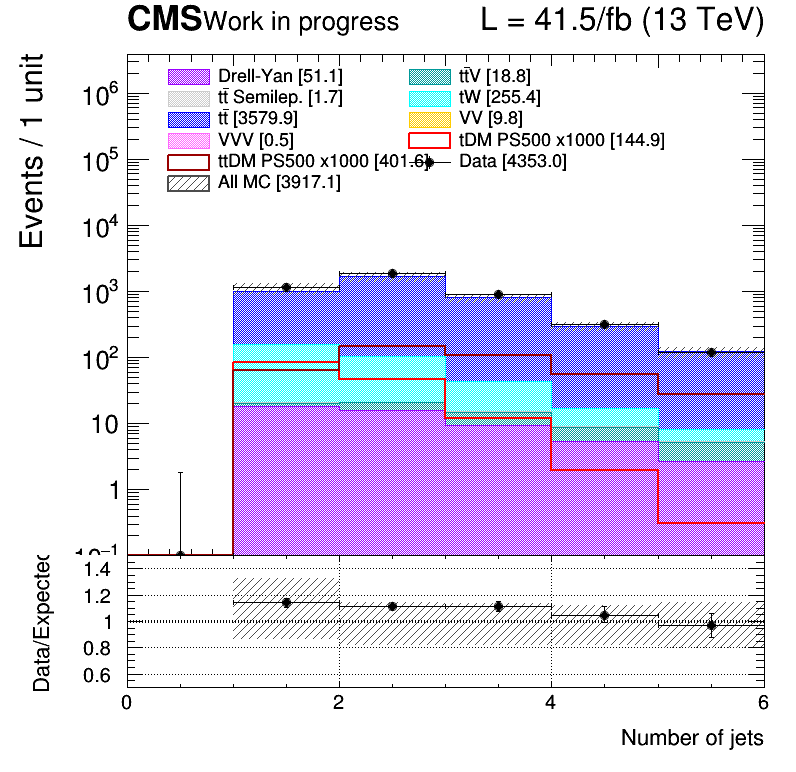 CMS Work in progress L = 41.5/fb (13 TeV)
Events / 1 unit
10⁶
10⁵
10⁴
10³
10²
10
1
10⁻¹
Drell-Yan [51.1] tt̄V [18.8]
tt̄ Semilep. [1.7] tW [255.4]
tt̄ [3579.9] VV [9.8]
VVV [0.5] tDM PS500 x1000 [144.9]
ttDM PS500 x1000 [401.6] Data [4353.0]
All MC [3917.1]
Data/Expected
1.4
1.2
1
0.8
0.6
0 2 4 6
Number of jets